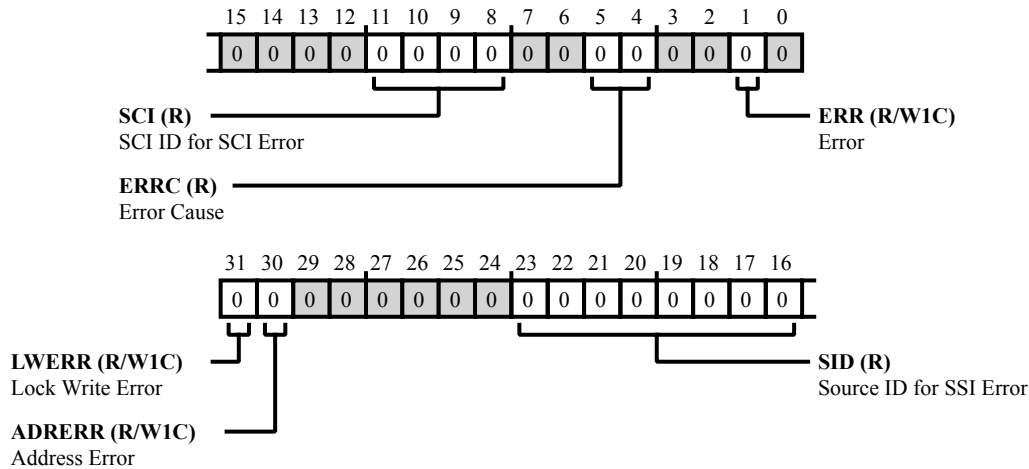 15 14 13 12 11 10 9 8 7 6 5 4 3 2 1 0
0 0 0 0 0 0 0 0 0 0 0 0 0 0 0 0
SCI (R)
SCI ID for SCI Error
ERR (R/W1C)
Error
ERRC (R)
Error Cause
31 30 29 28 27 26 25 24 23 22 21 20 19 18 17 16
0 0 0 0 0 0 0 0 0 0 0 0 0 0 0 0
LWERR (R/W1C)
Lock Write Error
SID (R)
Source ID for SSI Error
ADRERR (R/W1C)
Address Error